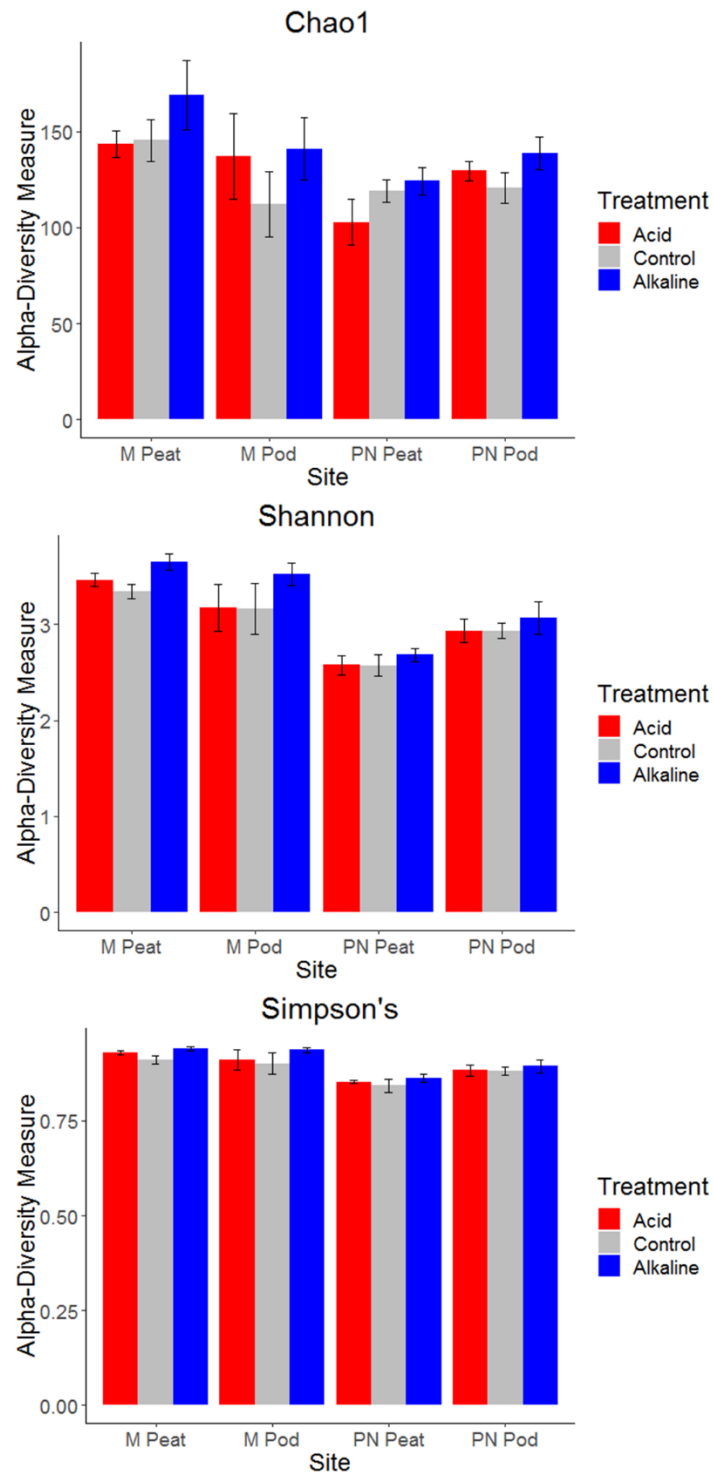 Chao1
Alpha-Diversity Measure
150
100
50
0
M Peat M Pod PN Peat PN Pod
Site
Treatment
Acid
Control
Alkaline
Shannon
Alpha-Diversity Measure
3
2
1
0
M Peat M Pod PN Peat PN Pod
Site
Treatment
Acid
Control
Alkaline
Simpson's
Alpha-Diversity Measure
0.75
0.50
0.25
0.00
M Peat M Pod PN Peat PN Pod
Site
Treatment
Acid
Control
Alkaline